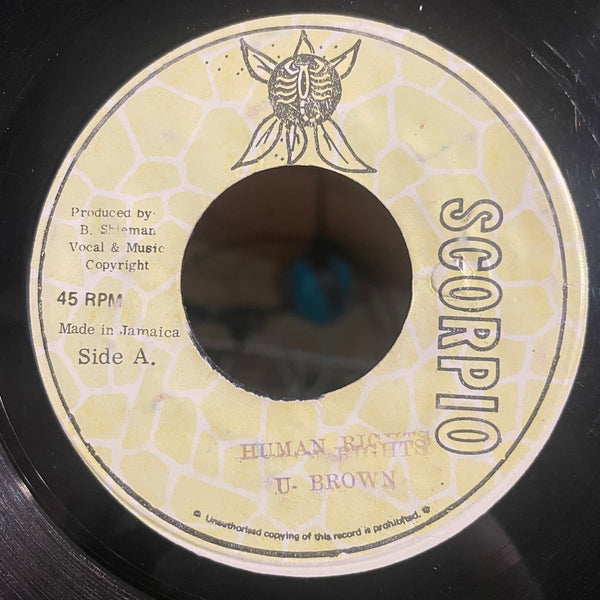 Produced by
B. Shieman
Vocal & Music
Copyright
45 RPM
Made in Jamaica
Side A.
SCORPIO
HUMAN RIGHTS
RIGHTS
U- BROWN
Unauthorised copying of this record is prohibited.